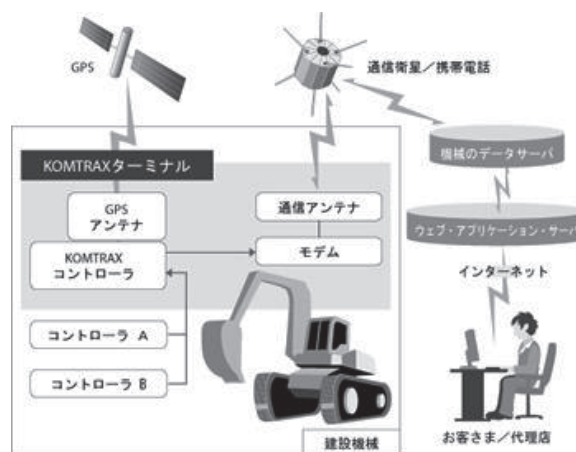 GPS
通信衛星／携帯電話
KOMTRAXターミナル
機械のデータサーバ
GPS
アンテナ
通信アンテナ
ウェブ・アプリケーション・サーバ
KOMTRAX
コントローラ
モデム
インターネット
コントローラ A
コントローラ B
建設機械
お客さま／代理店